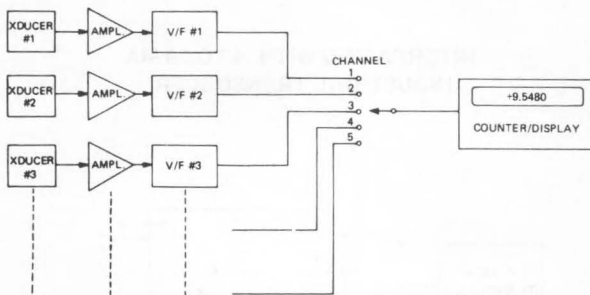 XDUCER
#1
AMPL.
V/F #1
XDUCER
#2
AMPL.
V/F #2
XDUCER
#3
AMPL.
V/F #3
CHANNEL
1
2
3
4
5
+9.5480
COUNTER/DISPLAY